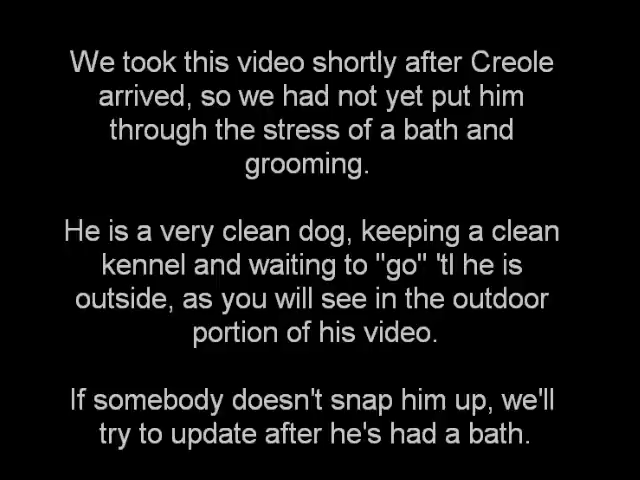 We took this video shortly after Creole
arrived, so we had not yet put him
through the stress of a bath and
grooming.
He is a very clean dog, keeping a clean
kennel and waiting to "go" 'tl he is
outside, as you will see in the outdoor
portion of his video.
If somebody doesn't snap him up, we'll
try to update after he's had a bath.